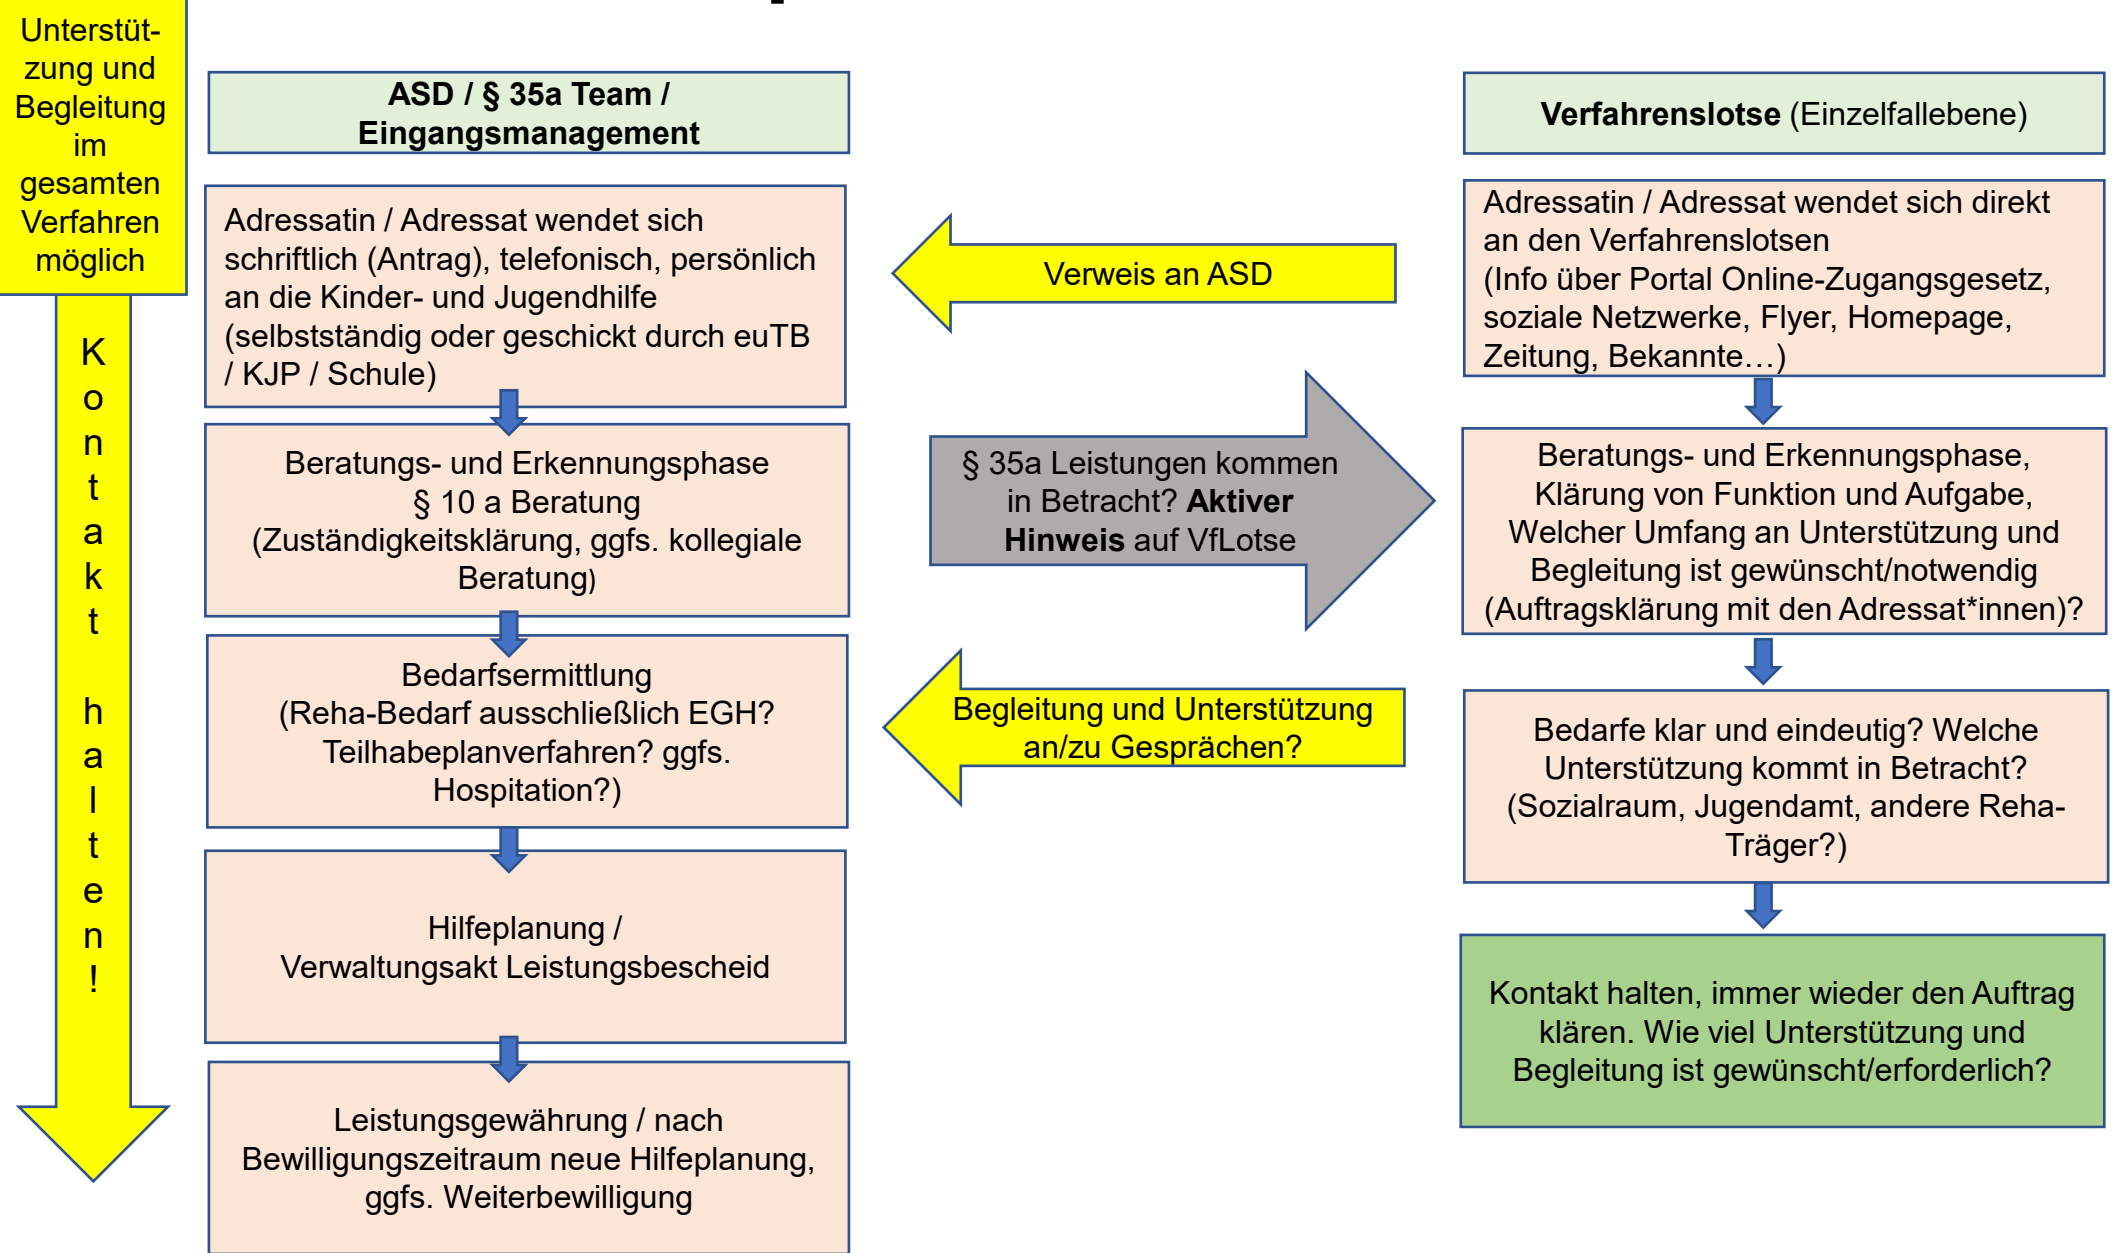 Unterstüt-
zung und
Begleitung
im
gesamten
Verfahren
möglich
K
o
n
t
a
k
t
h
a
l
t
e
n
!
ASD / § 35a Team /
Eingangsmanagement
Adressatin / Adressat wendet sich
schriftlich (Antrag), telefonisch, persönlich
an die Kinder- und Jugendhilfe
(selbstständig oder geschickt durch euTB
/ KJP / Schule)
Beratungs- und Erkennungsphase
§ 10 a Beratung
(Zuständigkeitsklärung, ggfs. kollegiale
Beratung)
Bedarfsermittlung
(Reha-Bedarf ausschließlich EGH?
Teilhabeplanverfahren? ggfs.
Hospitation?)
Hilfeplanung /
Verwaltungsakt Leistungsbescheid
Leistungsgewährung / nach
Bewilligungszeitraum neue Hilfeplanung,
ggfs. Weiterbewilligung
Verweis an ASD
§ 35a Leistungen kommen
in Betracht? Aktiver
Hinweis auf VfLotse
Begleitung und Unterstützung
an/zu Gesprächen?
Verfahrenslotse (Einzelfallebene)
Adressatin / Adressat wendet sich direkt
an den Verfahrenslotsen
(Info über Portal Online-Zugangsgesetz,
soziale Netzwerke, Flyer, Homepage,
Zeitung, Bekannte…)
Beratungs- und Erkennungsphase,
Klärung von Funktion und Aufgabe,
Welcher Umfang an Unterstützung und
Begleitung ist gewünscht/notwendig
(Auftragsklärung mit den Adressat*innen)?
Bedarfe klar und eindeutig? Welche
Unterstützung kommt in Betracht?
(Sozialraum, Jugendamt, andere Reha-
Träger?)
Kontakt halten, immer wieder den Auftrag
klären. Wie viel Unterstützung und
Begleitung ist gewünscht/erforderlich?